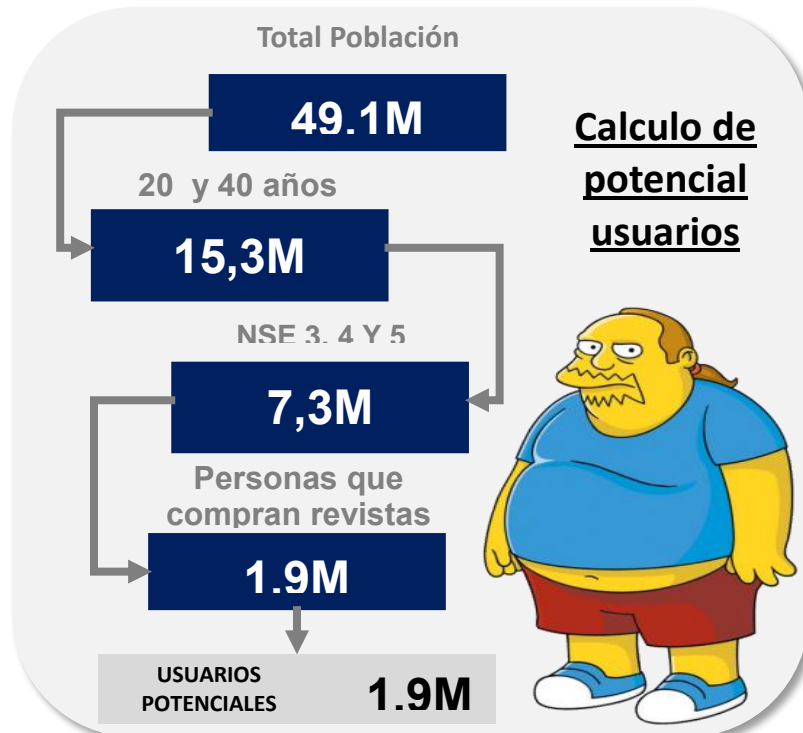 Total Población
49.1M
Calculo de
potencial
usuarios
20 y 40 años
15,3M
NSE 3. 4 Y 5
7,3M
Personas que
compran revistas
1.9M
USUARIOS
POTENCIALES
1.9M